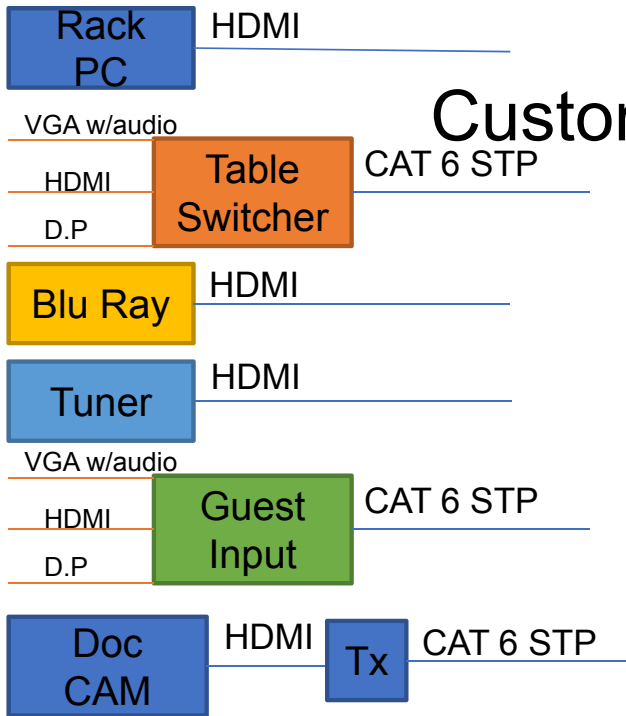 Rack
PC
HDMI
Custo
VGA w/audio
HDMI
D.P
Table
Switcher
CAT 6 STP
Blu Ray
HDMI
Tuner
HDMI
VGA w/audio
HDMI
D.P
Guest
Input
CAT 6 STP
Doc
CAM
HDMI
Tx
CAT 6 STP